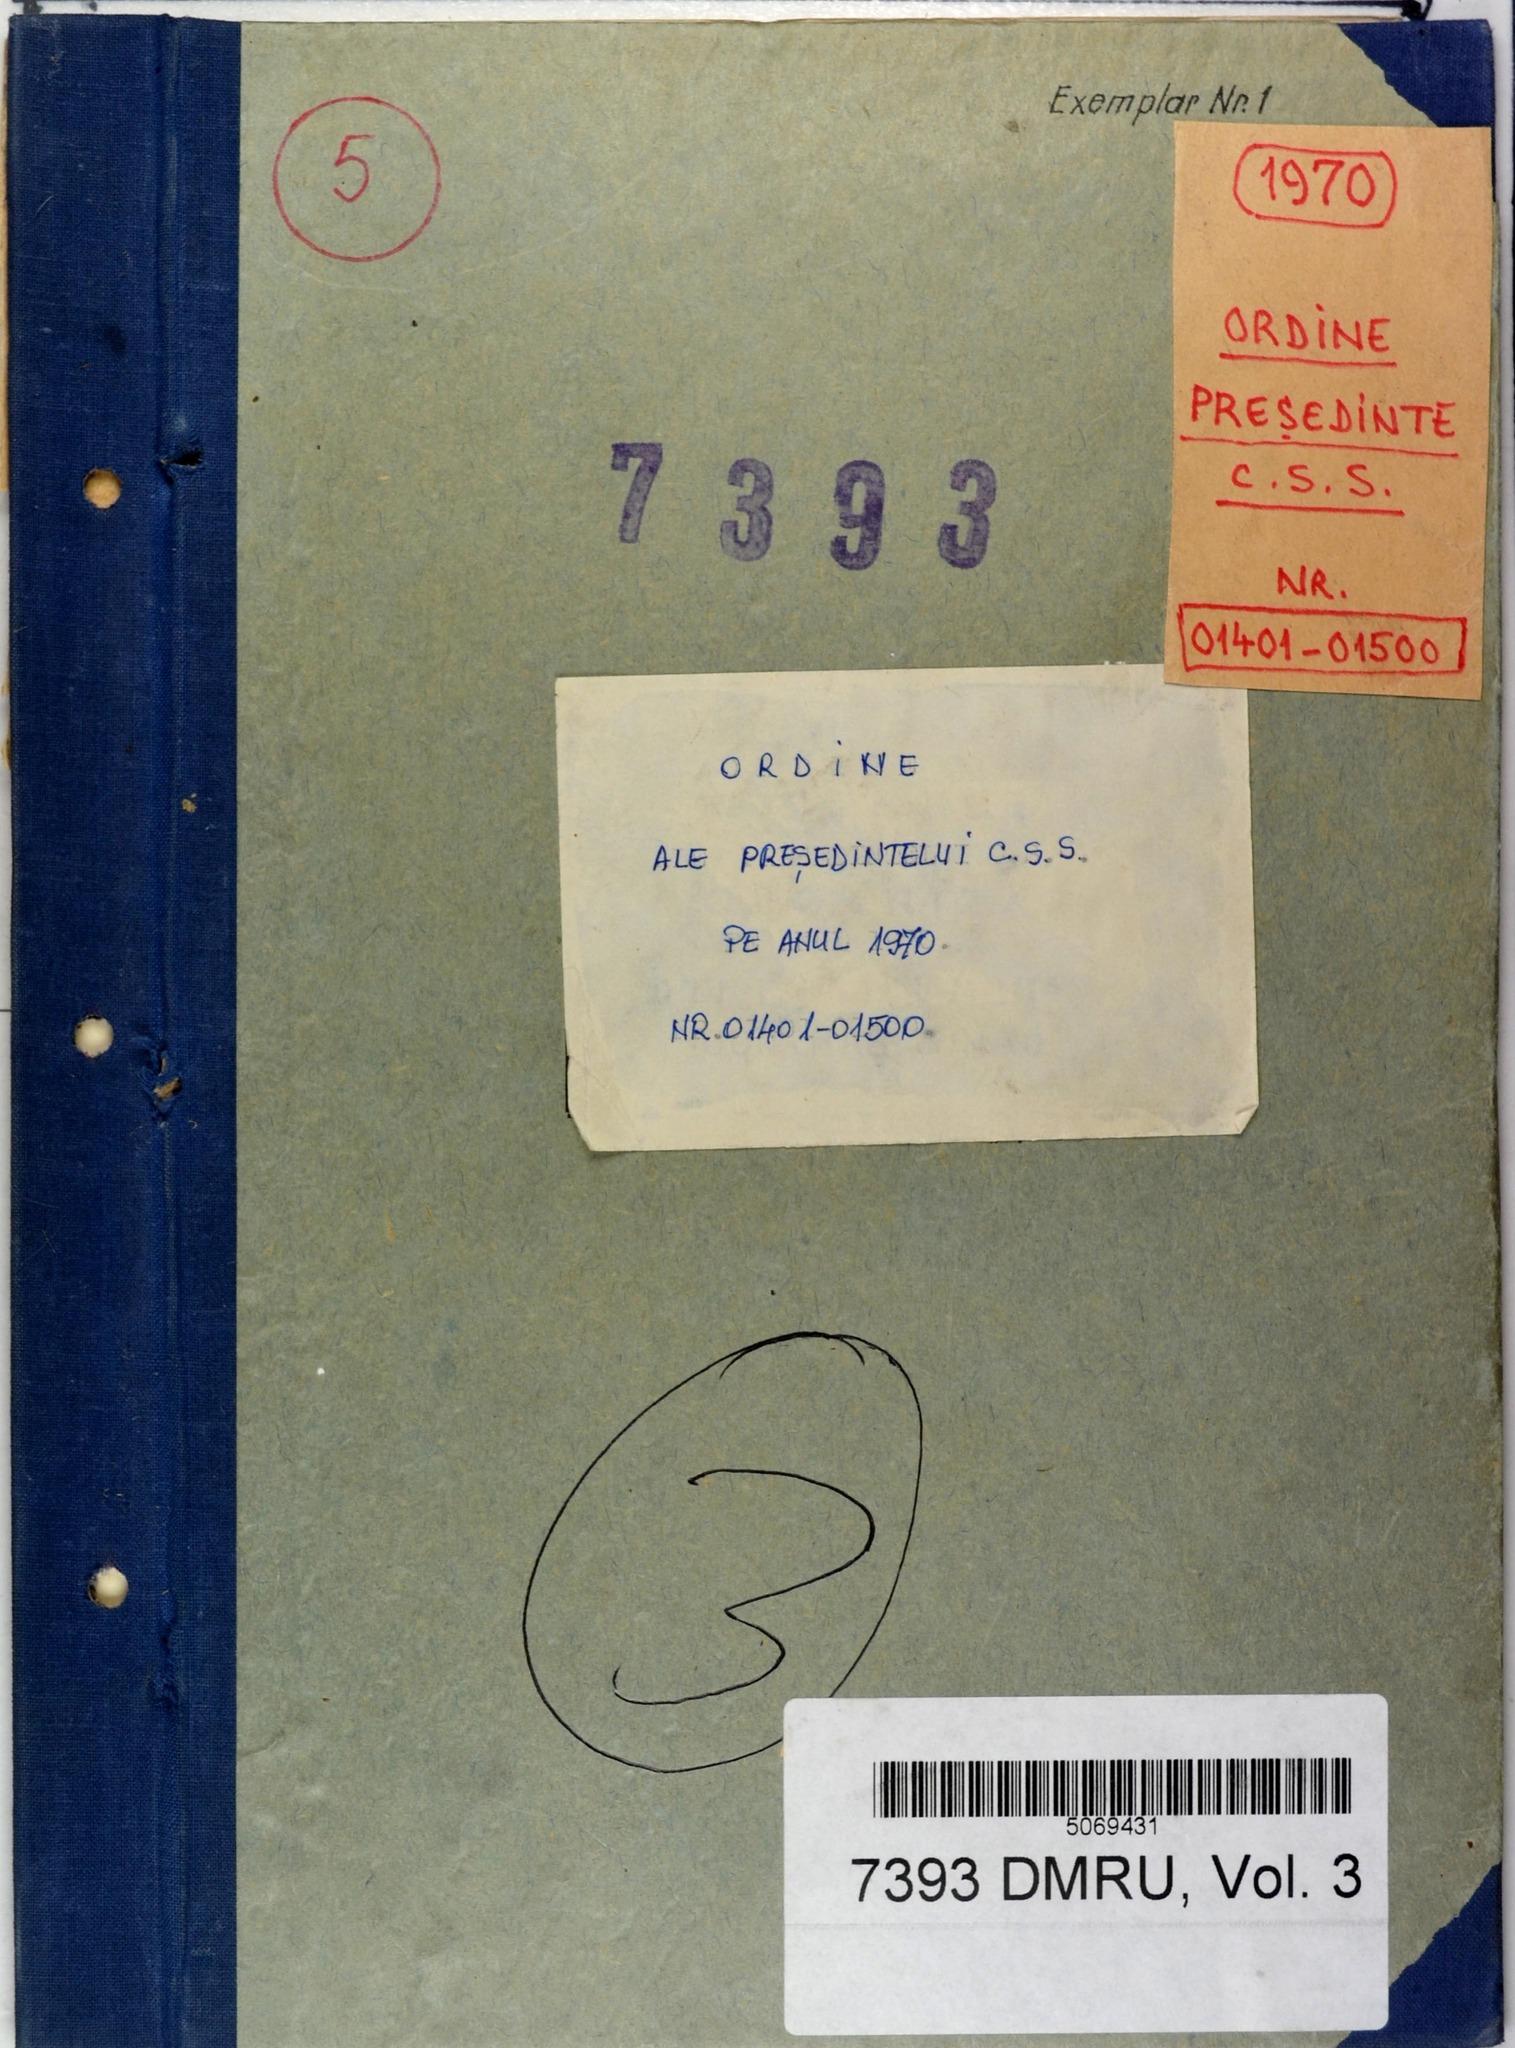 Exemplar Nr. 1
5
1970
ORDINE
PREȘEDINTE
C.S.S.
NR.
01401-01500
7393
ORDINE
ALE PREȘEDINTELUI C.S.S.
PE ANUL 1970.
NR. 01401-01500.
3
5069431
7393 DMRU, Vol. 3